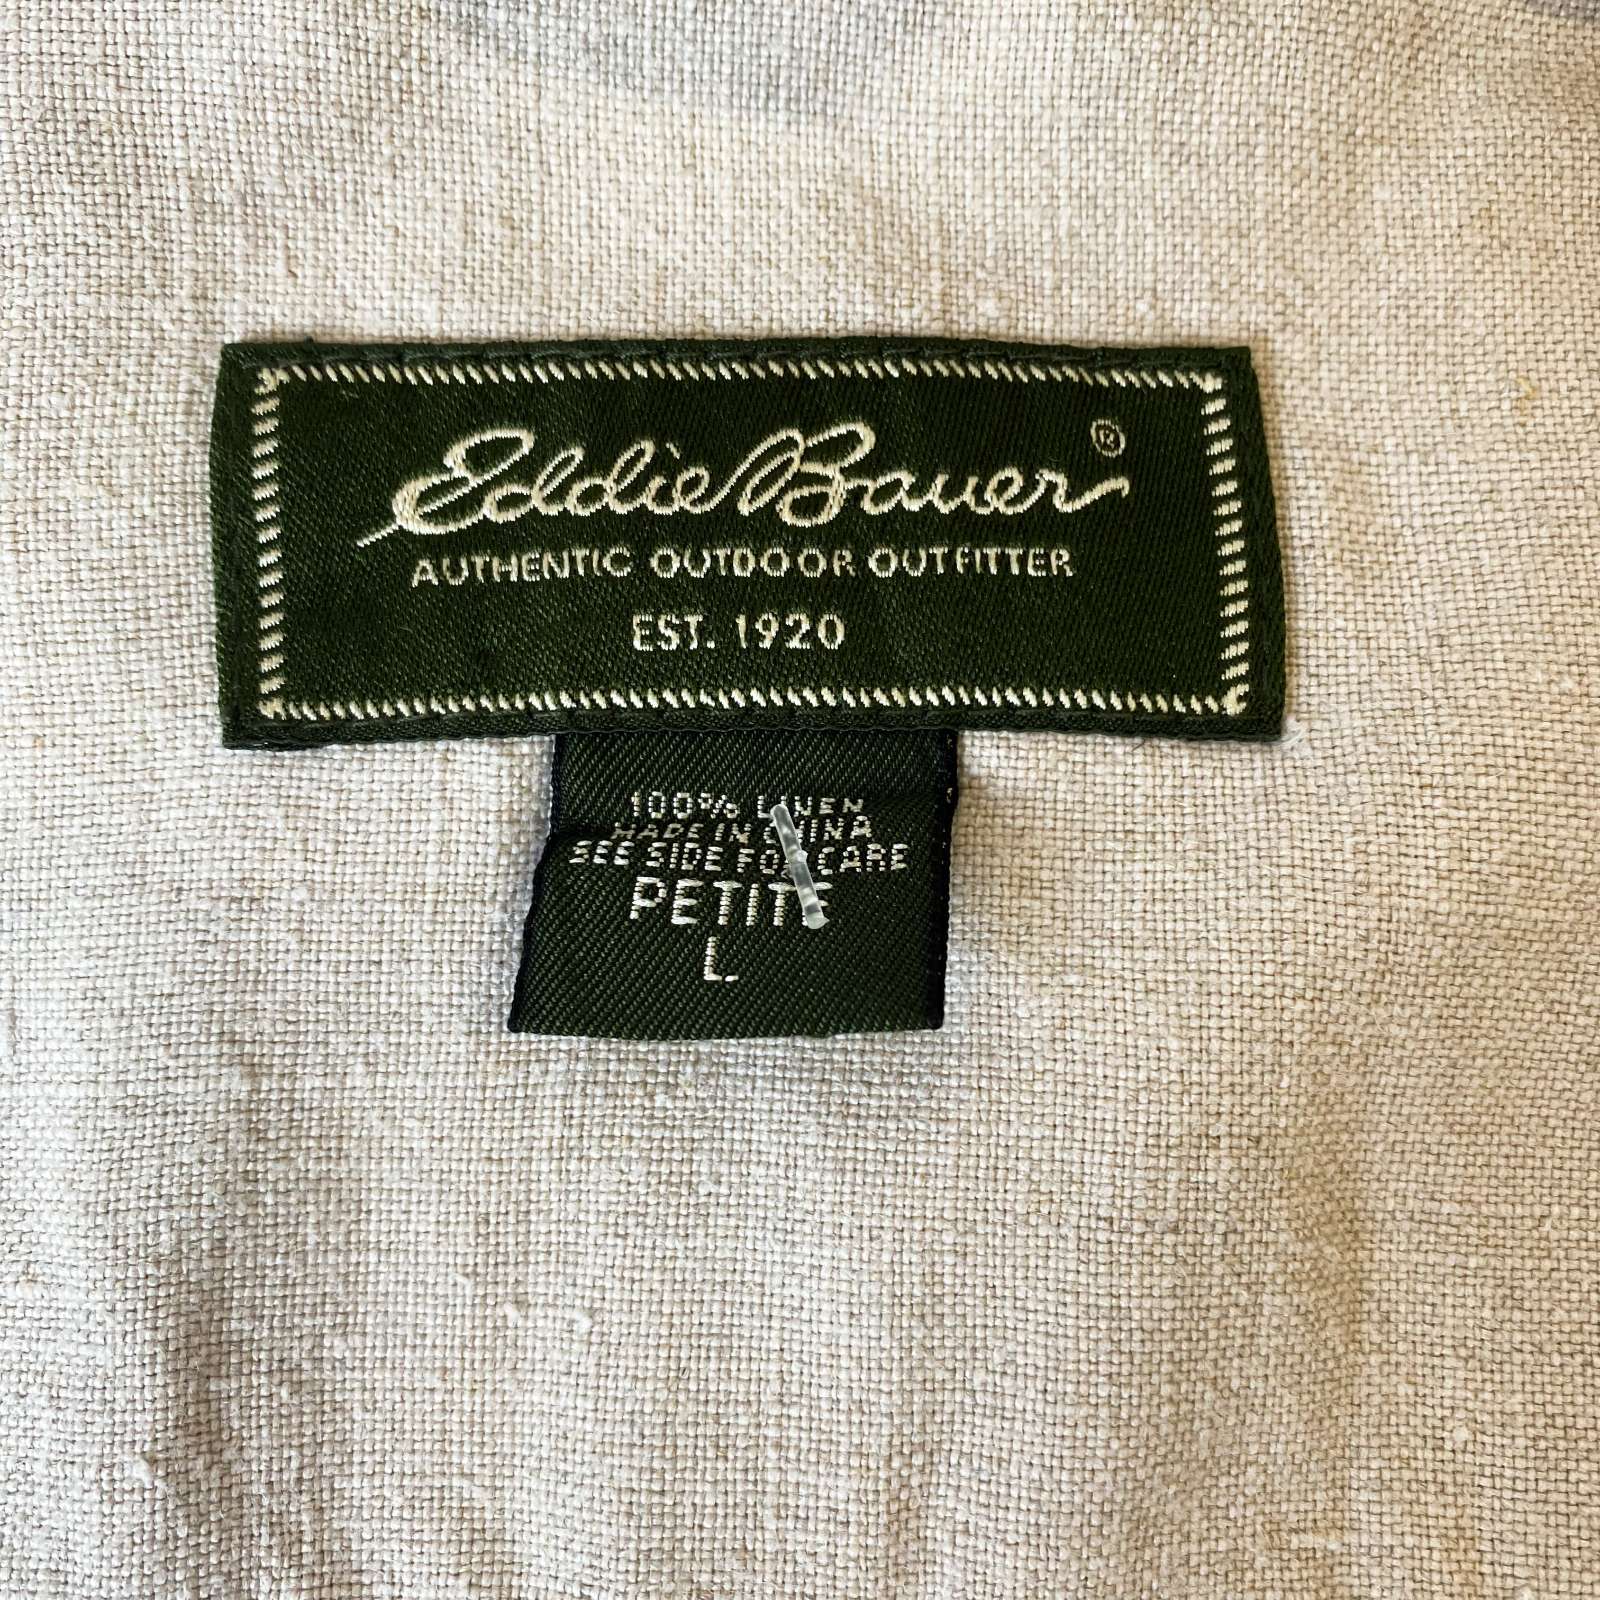 Eddie Bauer®
AUTHENTIC OUTDOOR OUTFITTER
EST. 1920
100% LINEN
MADE IN CHINA
SEE SIDE FOR CARE
PETITE
L